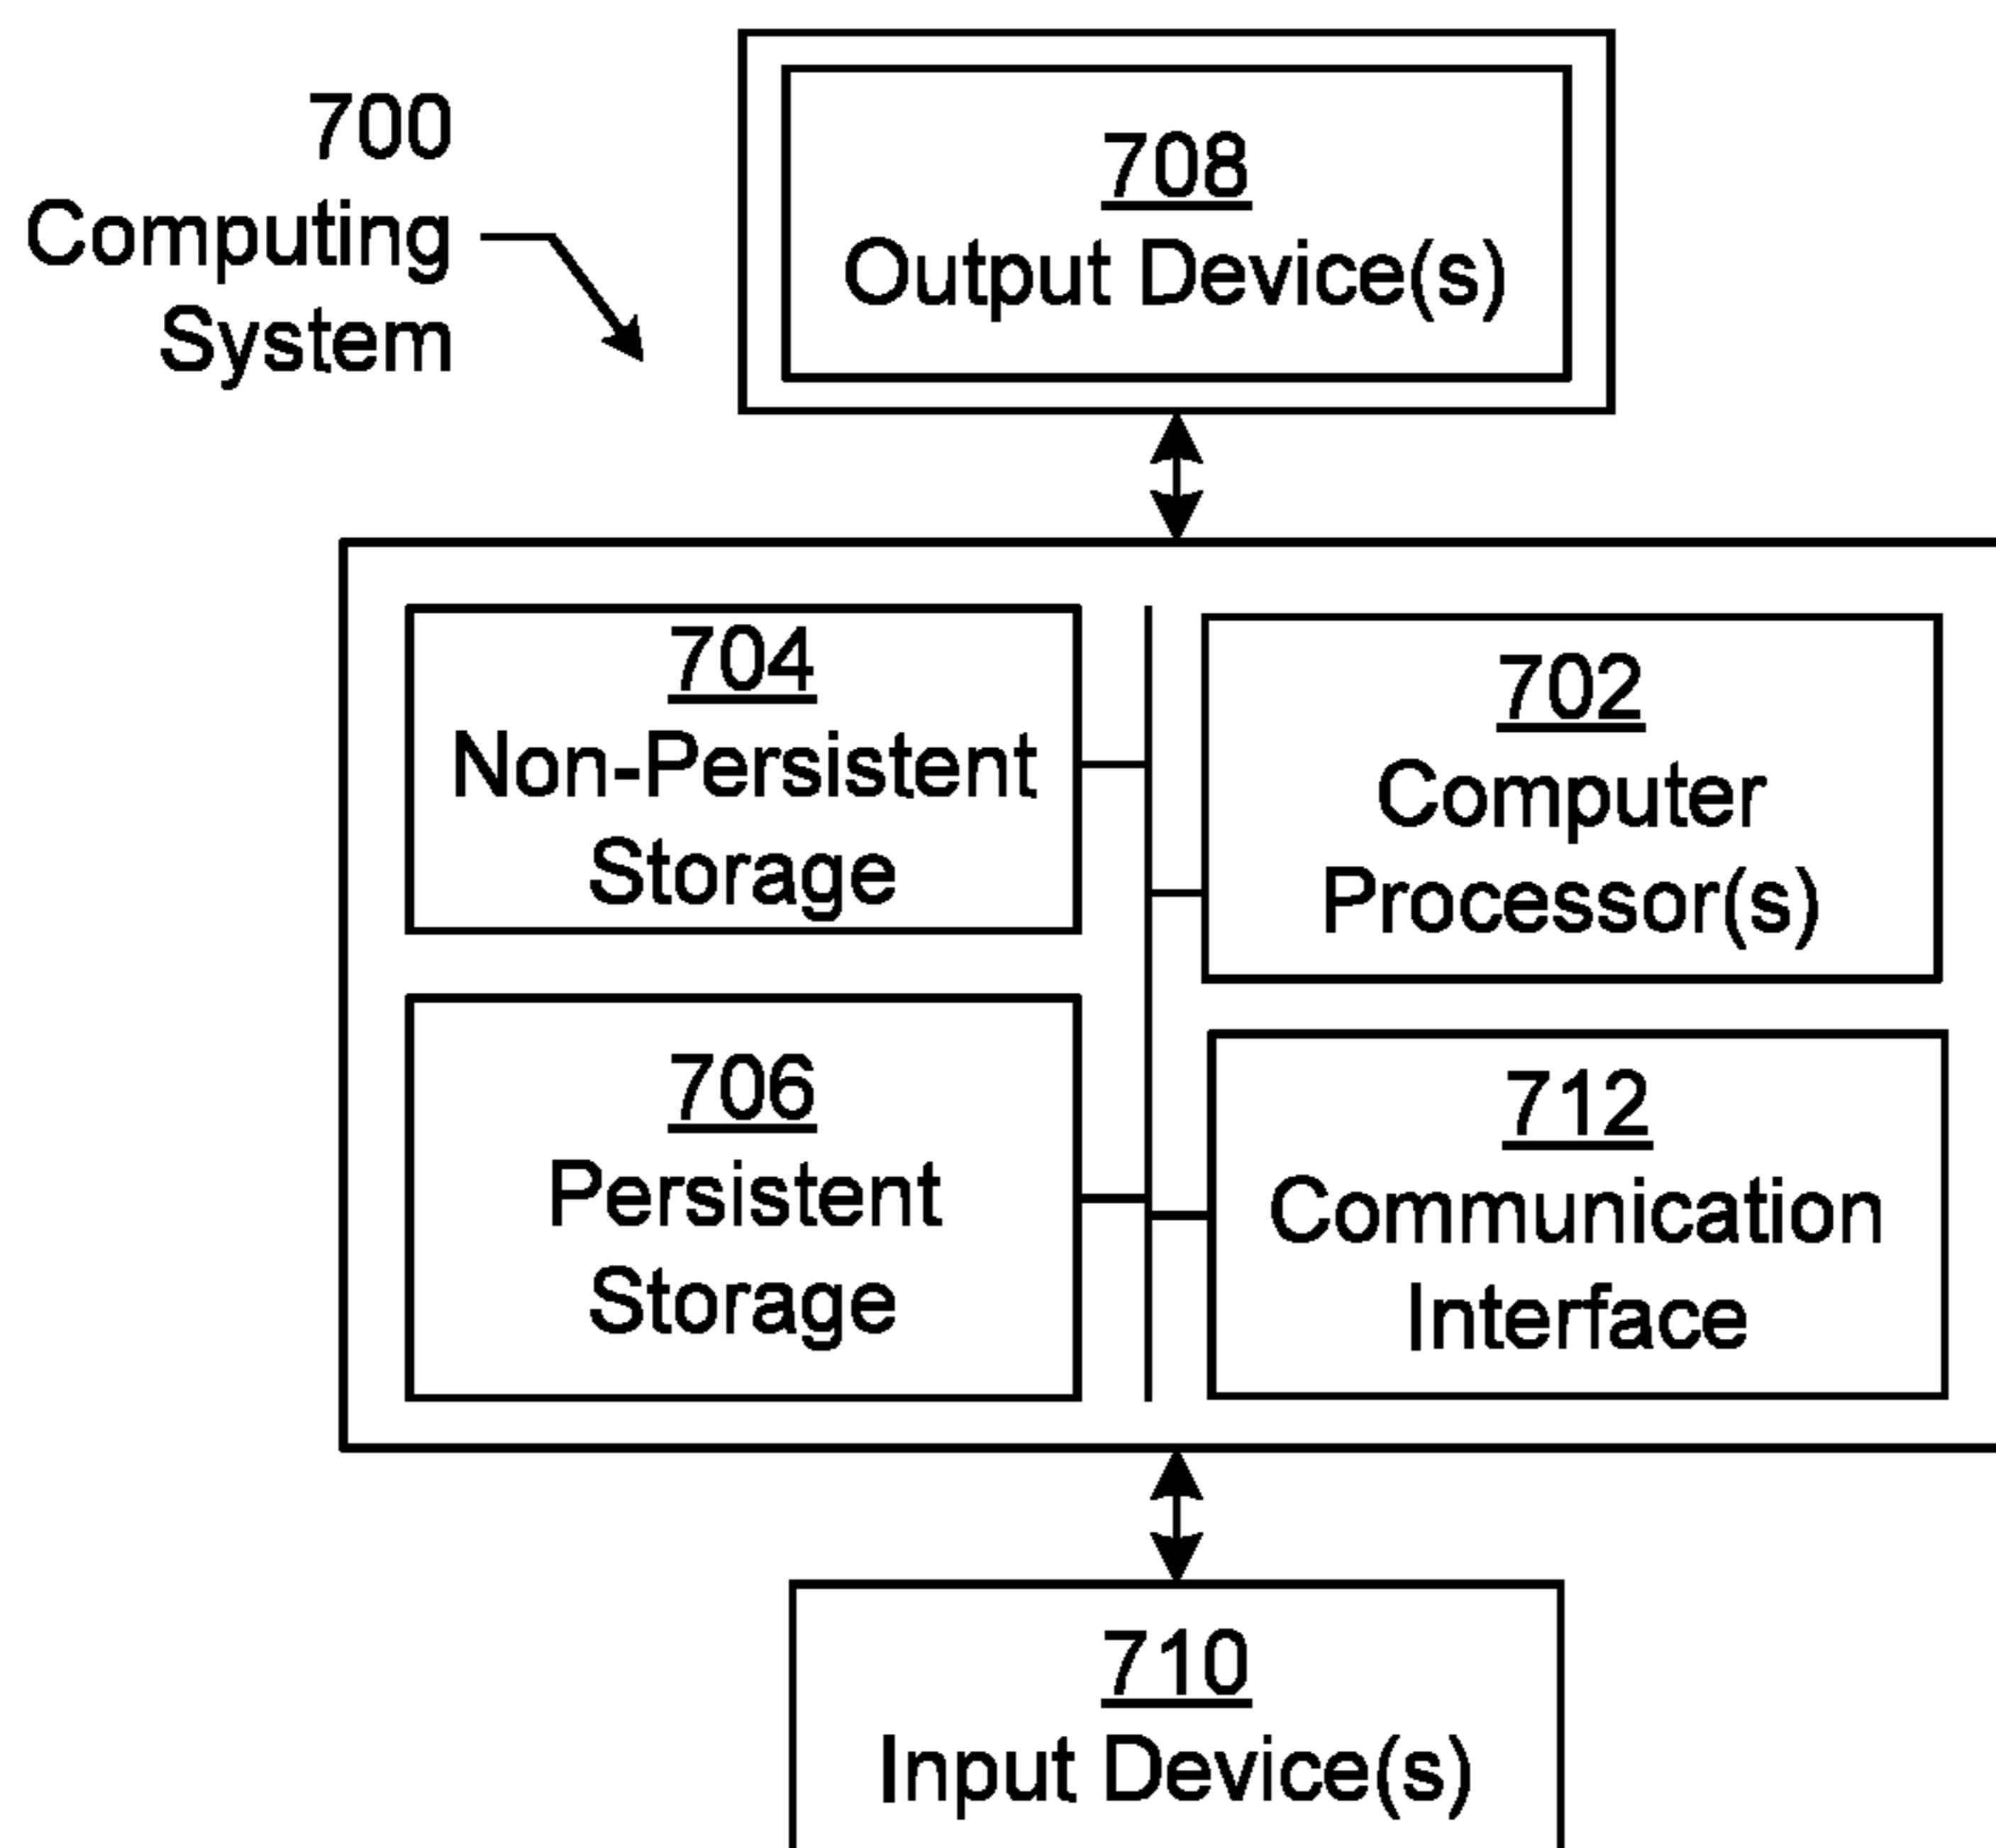 700
Computing
System
708
Output Device(s)
704
Non-Persistent
Storage
702
Computer
Processor(s)
706
Persistent
Storage
712
Communication
Interface
710
Input Device(s)